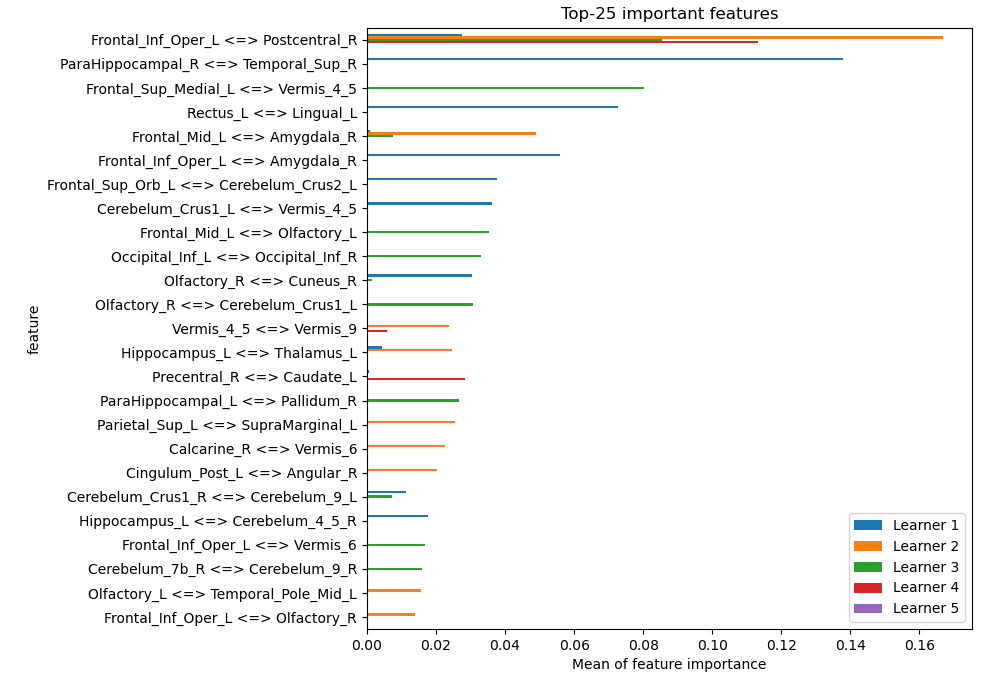 Top-25 important features
Frontal_Inf_Oper_L <=> Postcentral_R
ParaHippocampal_R <=> Temporal_Sup_R
Frontal_Sup_Medial_L <=> Vermis_4_5
Rectus_L <=> Lingual_L
Frontal_Mid_L <=> Amygdala_R
Frontal_Inf_Oper_L <=> Amygdala_R
Frontal_Sup_Orb_L <=> Cerebelum_Crus2_L
Cerebelum_Crus1_L <=> Vermis_4_5
Frontal_Mid_L <=> Olfactory_L
Occipital_Inf_L <=> Occipital_Inf_R
Olfactory_R <=> Cuneus_R
Olfactory_R <=> Cerebelum_Crus1_L
Vermis_4_5 <=> Vermis_9
Hippocampus_L <=> Thalamus_L
Precentral_R <=> Caudate_L
ParaHippocampal_L <=> Pallidum_R
Parietal_Sup_L <=> SupraMarginal_L
Calcarine_R <=> Vermis_6
Cingulum_Post_L <=> Angular_R
Cerebelum_Crus1_R <=> Cerebelum_9_L
Hippocampus_L <=> Cerebelum_4_5_R
Frontal_Inf_Oper_L <=> Vermis_6
Cerebelum_7b_R <=> Cerebelum_9_R
Olfactory_L <=> Temporal_Pole_Mid_L
Frontal_Inf_Oper_L <=> Olfactory_R
feature
Learner 1
Learner 2
Learner 3
Learner 4
Learner 5
0.00 0.02 0.04 0.06 0.08 0.10 0.12 0.14 0.16
Mean of feature importance